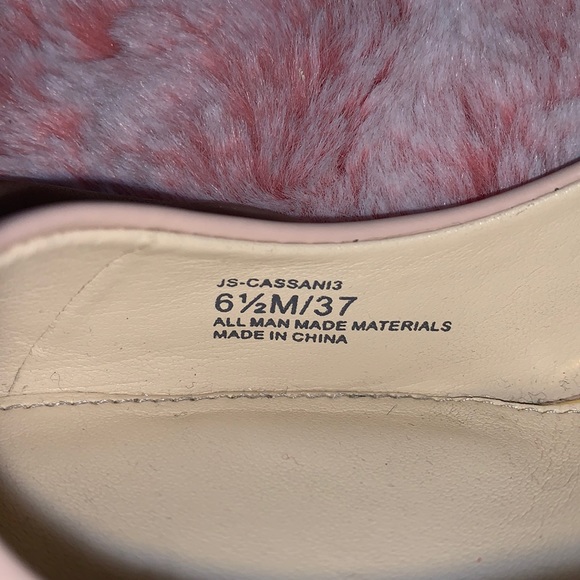 JS-CASSANI3
6½M/37
ALL MAN MADE MATERIALS
MADE IN CHINA